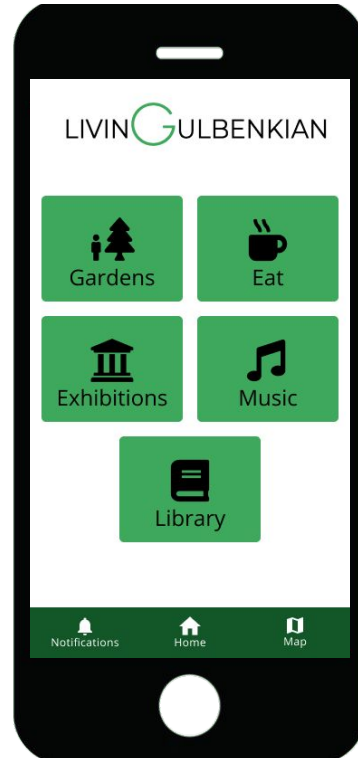 LIVINGULBENKIAN
Gardens
Eat
Exhibitions
Music
Library
Notifications
Home
Map